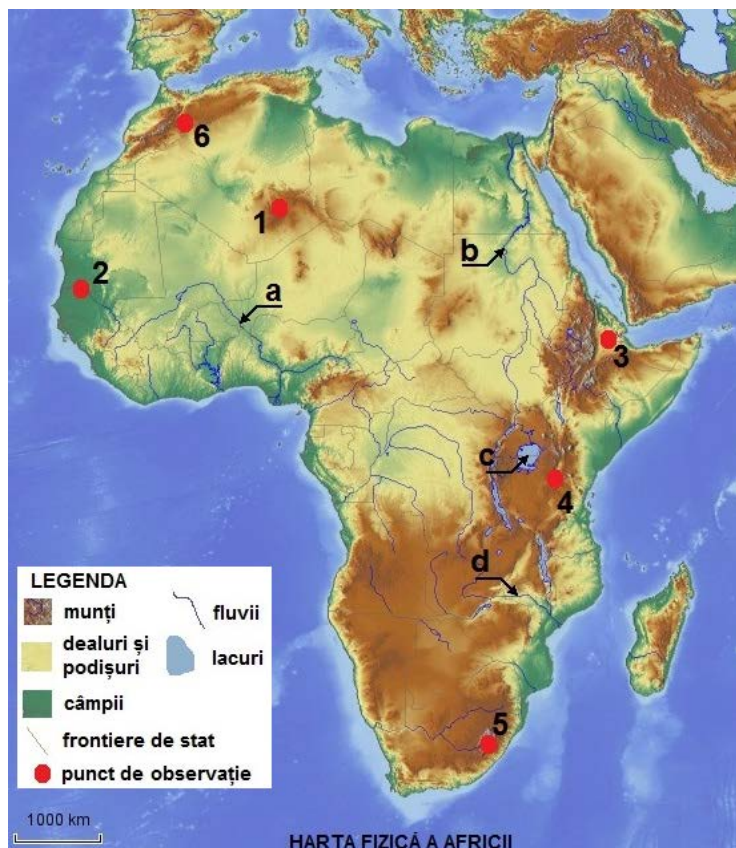 6
1
2
a
b
3
c
4
d
5
LEGENDA
munți
fluvii
dealuri și
podișuri
lacuri
câmpii
frontiere de stat
punct de observație
1000 km
HARTA FIZICĂ A AFRICII